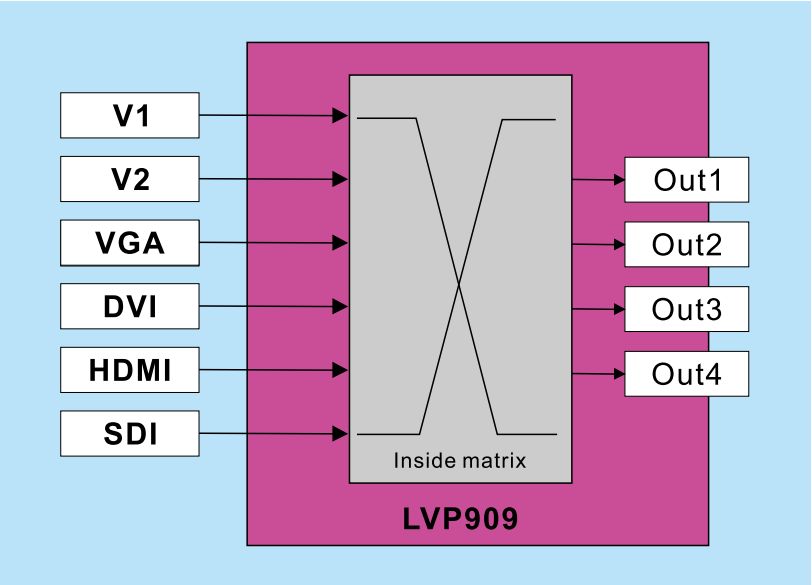 V1
V2
VGA
DVI
HDMI
SDI
Out1
Out2
Out3
Out4
Inside matrix
LVP909